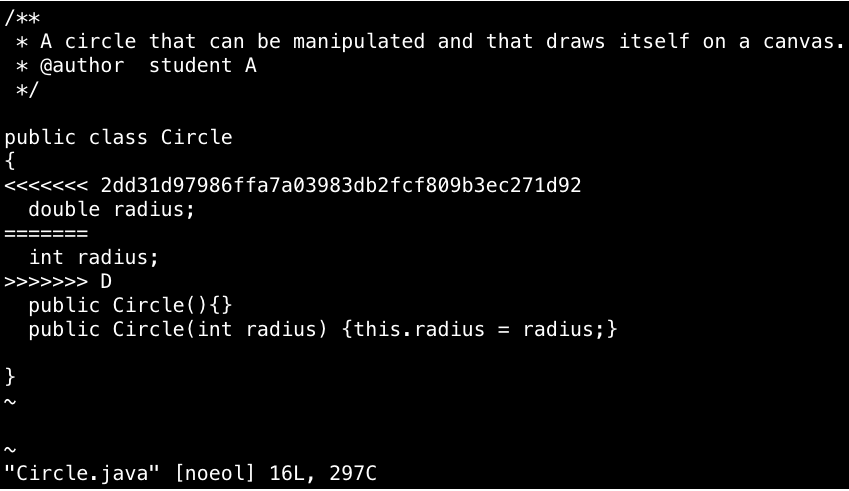 /**
 * A circle that can be manipulated and that draws itself on a canvas.
 * @author  student A
 */
public class Circle
{
<<<<<<< 2dd31d97986ffa7a03983db2fcf809b3ec271d92
  double radius;
=======
  int radius;
>>>>>>> D
  public Circle(){}
  public Circle(int radius) {this.radius = radius;}
}
~
~
"Circle.java" [noeol] 16L, 297C